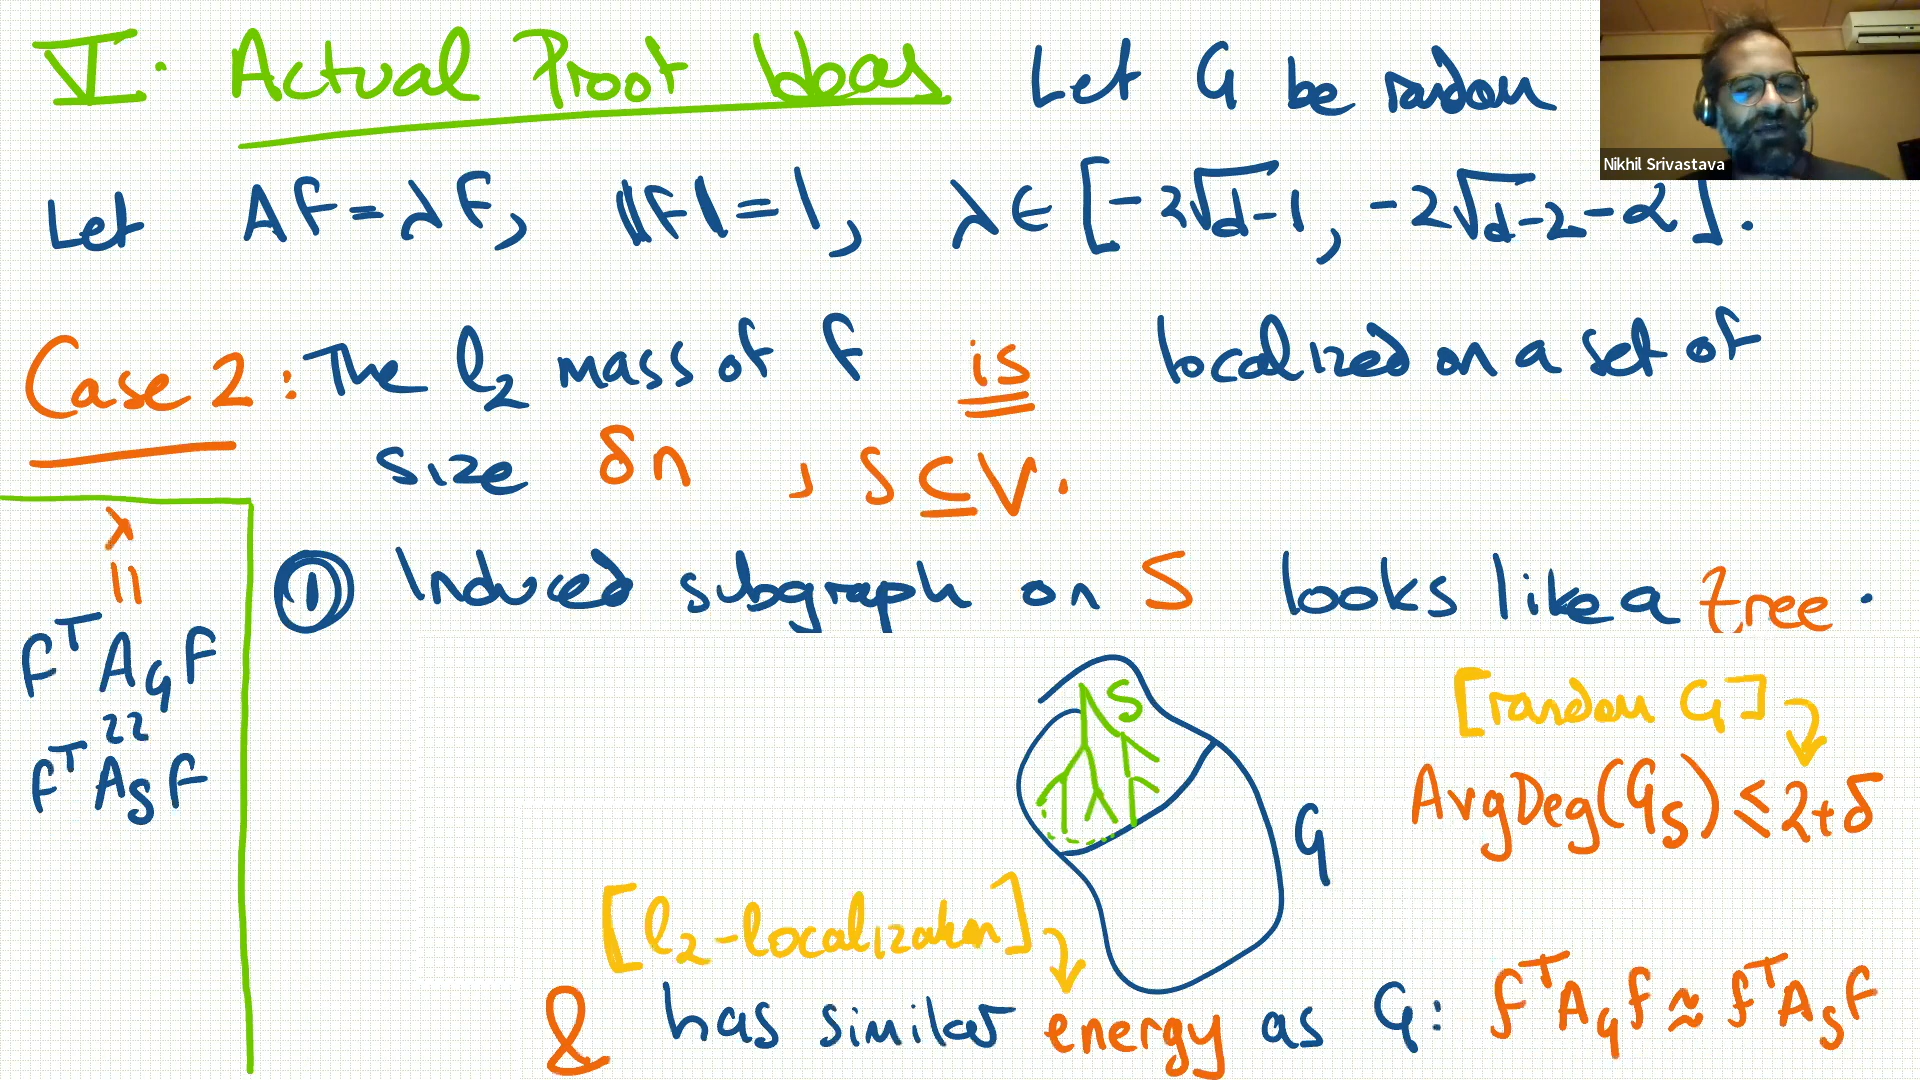 V. Actual Proof Ideas Let G be random
Nikhil Srivastava
Let Af = λf, ||f|| = 1, λ ∈ [-2√d-1, -2√d-2 - α].
Case 2: The l₂ mass of f is localized on a set of
size δn, S ⊆ V.
① Induced subgraph on S looks like a tree.
λ
=
fᵀA_G f
≈
fᵀA_S f
S
G
[random G]
AvgDeg(G_S) ≤ 2+δ
[l₂-localization]
& has similar energy as G: fᵀA_G f ≈ fᵀA_S f